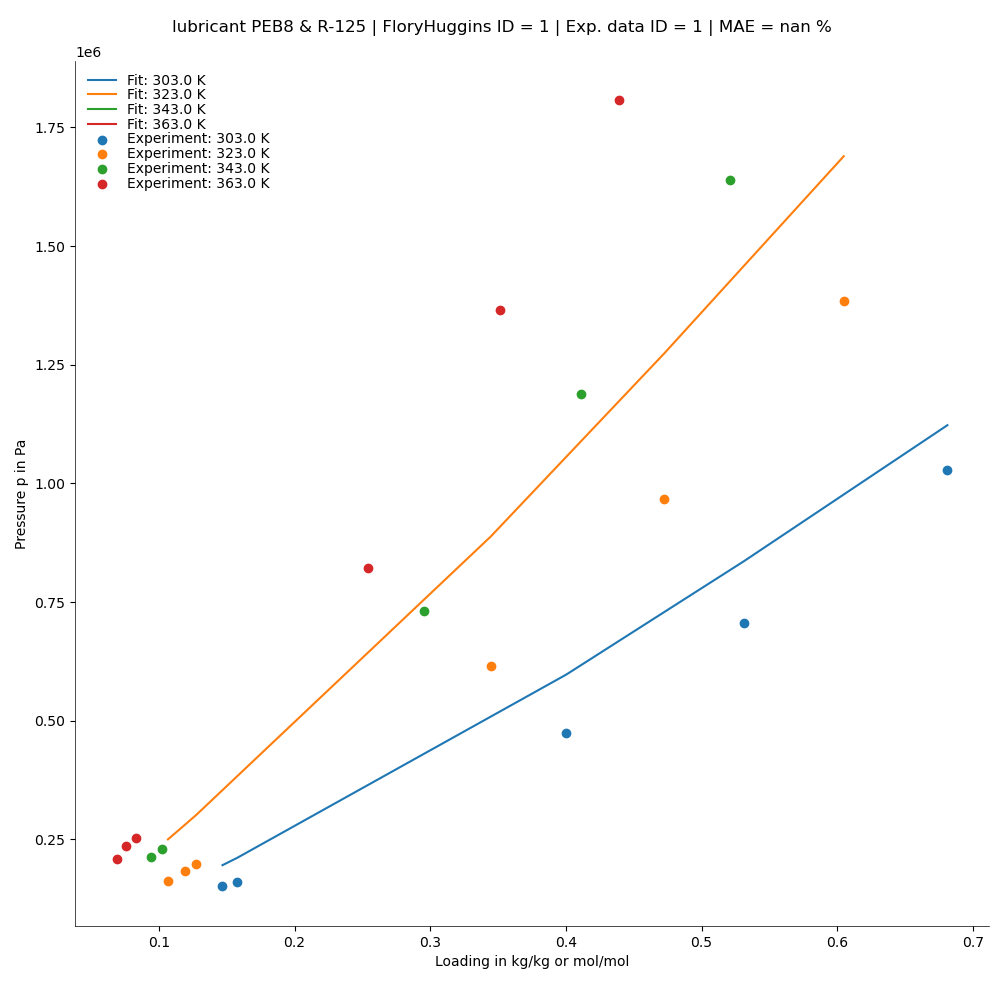 lubricant PEB8 & R-125 | FloryHuggins ID = 1 | Exp. data ID = 1 | MAE = nan %
1e6
Fit: 303.0 K
Fit: 323.0 K
Fit: 343.0 K
Fit: 363.0 K
Experiment: 303.0 K
Experiment: 323.0 K
Experiment: 343.0 K
Experiment: 363.0 K
1.75
1.50
1.25
1.00
0.75
0.50
0.25
Pressure p in Pa
0.1 0.2 0.3 0.4 0.5 0.6 0.7
Loading in kg/kg or mol/mol